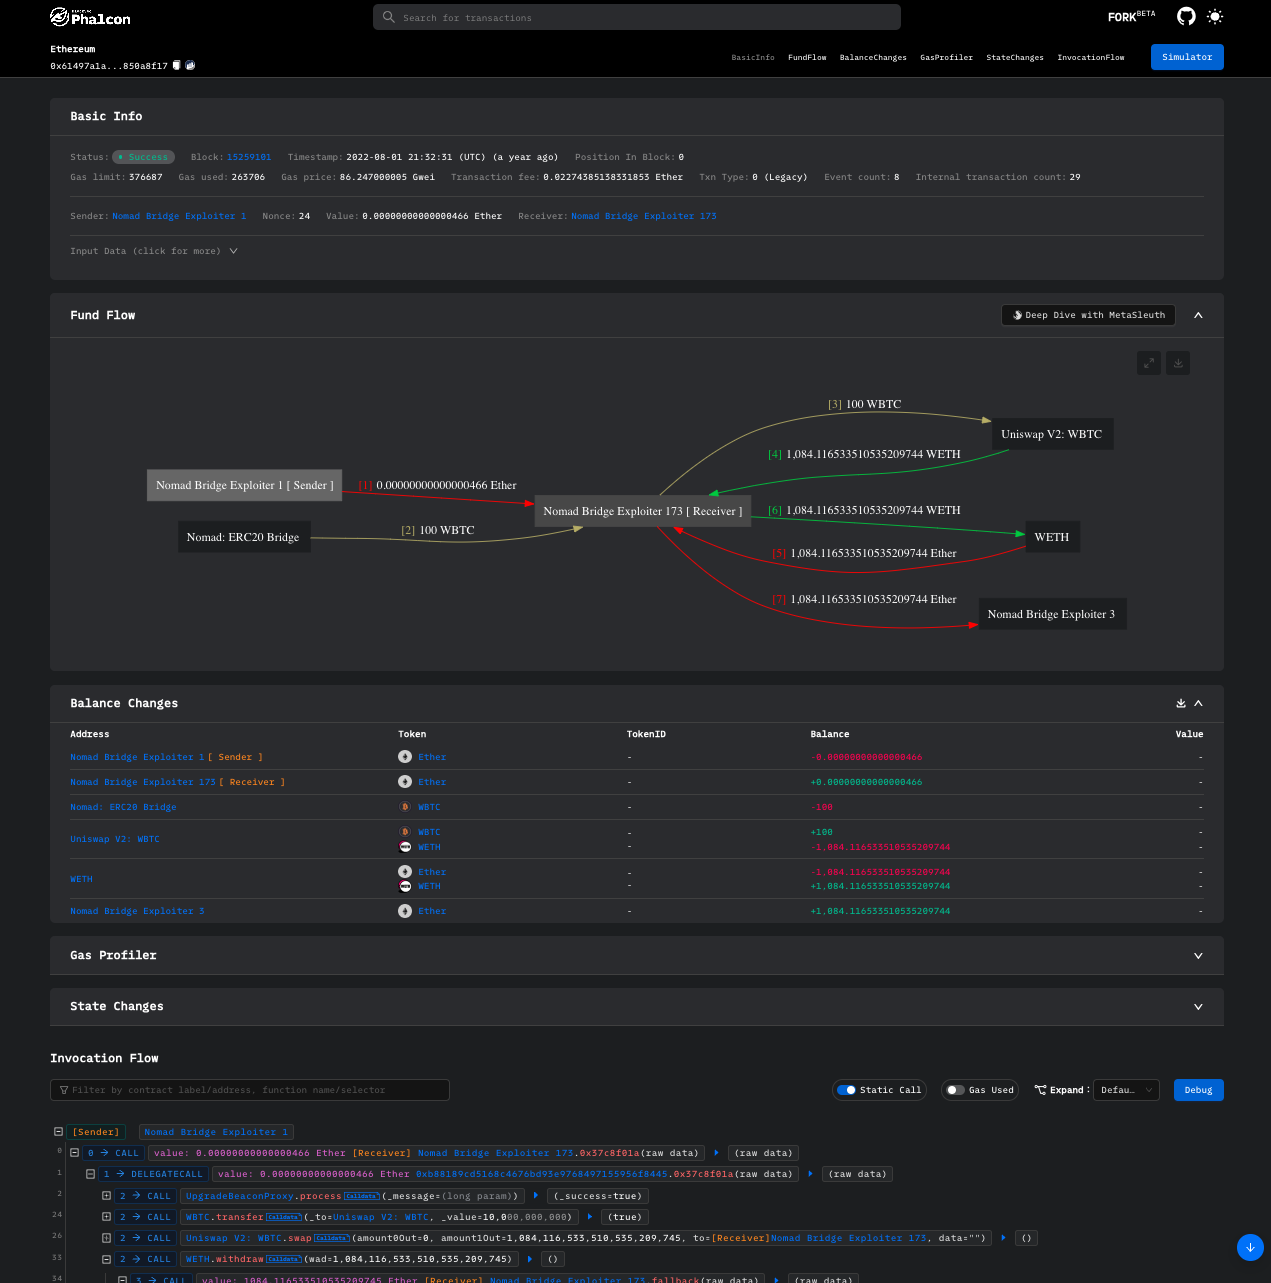 Phalcon
Search for transactions
FORK BETA
Ethereum
0x61497a1a...850a8f17
BasicInfo FundFlow BalanceChanges GasProfiler StateChanges InvocationFlow Simulator
Basic Info
Status: Success Block: 15259101 Timestamp: 2022-08-01 21:32:31 (UTC) (a year ago) Position In Block: 0
Gas limit: 376687 Gas used: 263706 Gas price: 86.247000005 Gwei Transaction fee: 0.02274385138331853 Ether Txn Type: 0 (Legacy) Event count: 8 Internal transaction count: 29
Sender: Nomad Bridge Exploiter 1 Nonce: 24 Value: 0.00000000000000466 Ether Receiver: Nomad Bridge Exploiter 173
Input Data (click for more)
Fund Flow
Deep Dive with MetaSleuth
[3] 100 WBTC
Uniswap V2: WBTC
[4] 1,084.116533510535209744 WETH
Nomad Bridge Exploiter 1 [ Sender ]
[1] 0.00000000000000466 Ether
Nomad Bridge Exploiter 173 [ Receiver ]
[6] 1,084.116533510535209744 WETH
Nomad: ERC20 Bridge
[2] 100 WBTC
WETH
[5] 1,084.116533510535209744 Ether
[7] 1,084.116533510535209744 Ether
Nomad Bridge Exploiter 3
Balance Changes
Address Token TokenID Balance Value
Nomad Bridge Exploiter 1 [ Sender ] Ether - -0.00000000000000466 -
Nomad Bridge Exploiter 173 [ Receiver ] Ether - +0.00000000000000466 -
Nomad: ERC20 Bridge WBTC - -100 -
Uniswap V2: WBTC WBTC - +100 -
WETH - -1,084.116533510535209744 -
WETH Ether - -1,084.116533510535209744 -
WETH - +1,084.116533510535209744 -
Nomad Bridge Exploiter 3 Ether - +1,084.116533510535209744 -
Gas Profiler
State Changes
Invocation Flow
Filter by contract label/address, function name/selector
Static Call Gas Used Expand : Defau... Debug
[Sender] Nomad Bridge Exploiter 1
0 0 → CALL value: 0.00000000000000466 Ether [Receiver] Nomad Bridge Exploiter 173.0x37c8f01a(raw data) (raw data)
1 1 → DELEGATECALL value: 0.00000000000000466 Ether 0xb88189cd5168c4676bd93e9768497155956f8445.0x37c8f01a(raw data) (raw data)
2 2 → CALL UpgradeBeaconProxy.process Calldata (_message=(long param)) (_success=true)
24 2 → CALL WBTC.transfer Calldata (_to=Uniswap V2: WBTC, _value=10,000,000,000) (true)
26 2 → CALL Uniswap V2: WBTC.swap Calldata (amount0Out=0, amount1Out=1,084,116,533,510,535,209,745, to=[Receiver]Nomad Bridge Exploiter 173, data="") ()
33 2 → CALL WETH.withdraw Calldata (wad=1,084,116,533,510,535,209,745) ()
34 3 → CALL value: 1084.116533510535209745 Ether [Receiver] Nomad Bridge Exploiter 173.fallback(raw data) (raw data)